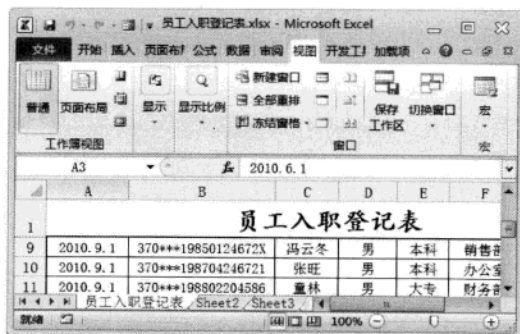 员工入职登记表.xlsx - Microsoft Excel
文件 开始 插入 页面布局 公式 数据 审阅 视图 开发工具 加载项
普通 页面布局 显示 显示比例 新建窗口 全部重排 冻结窗格 保存工作区 切换窗口 宏
工作簿视图 窗口 宏
A3 fx 2010.6.1
A B C D E F
1 员工入职登记表
9 2010.9.1 370***19850124672X 冯云冬 男 本科 销售部
10 2010.9.1 370***198704246721 张旺 男 本科 办公室
11 2010.9.1 370***198802204586 童林 男 大专 财务部
员工入职登记表 Sheet2 Sheet3
就绪 100%